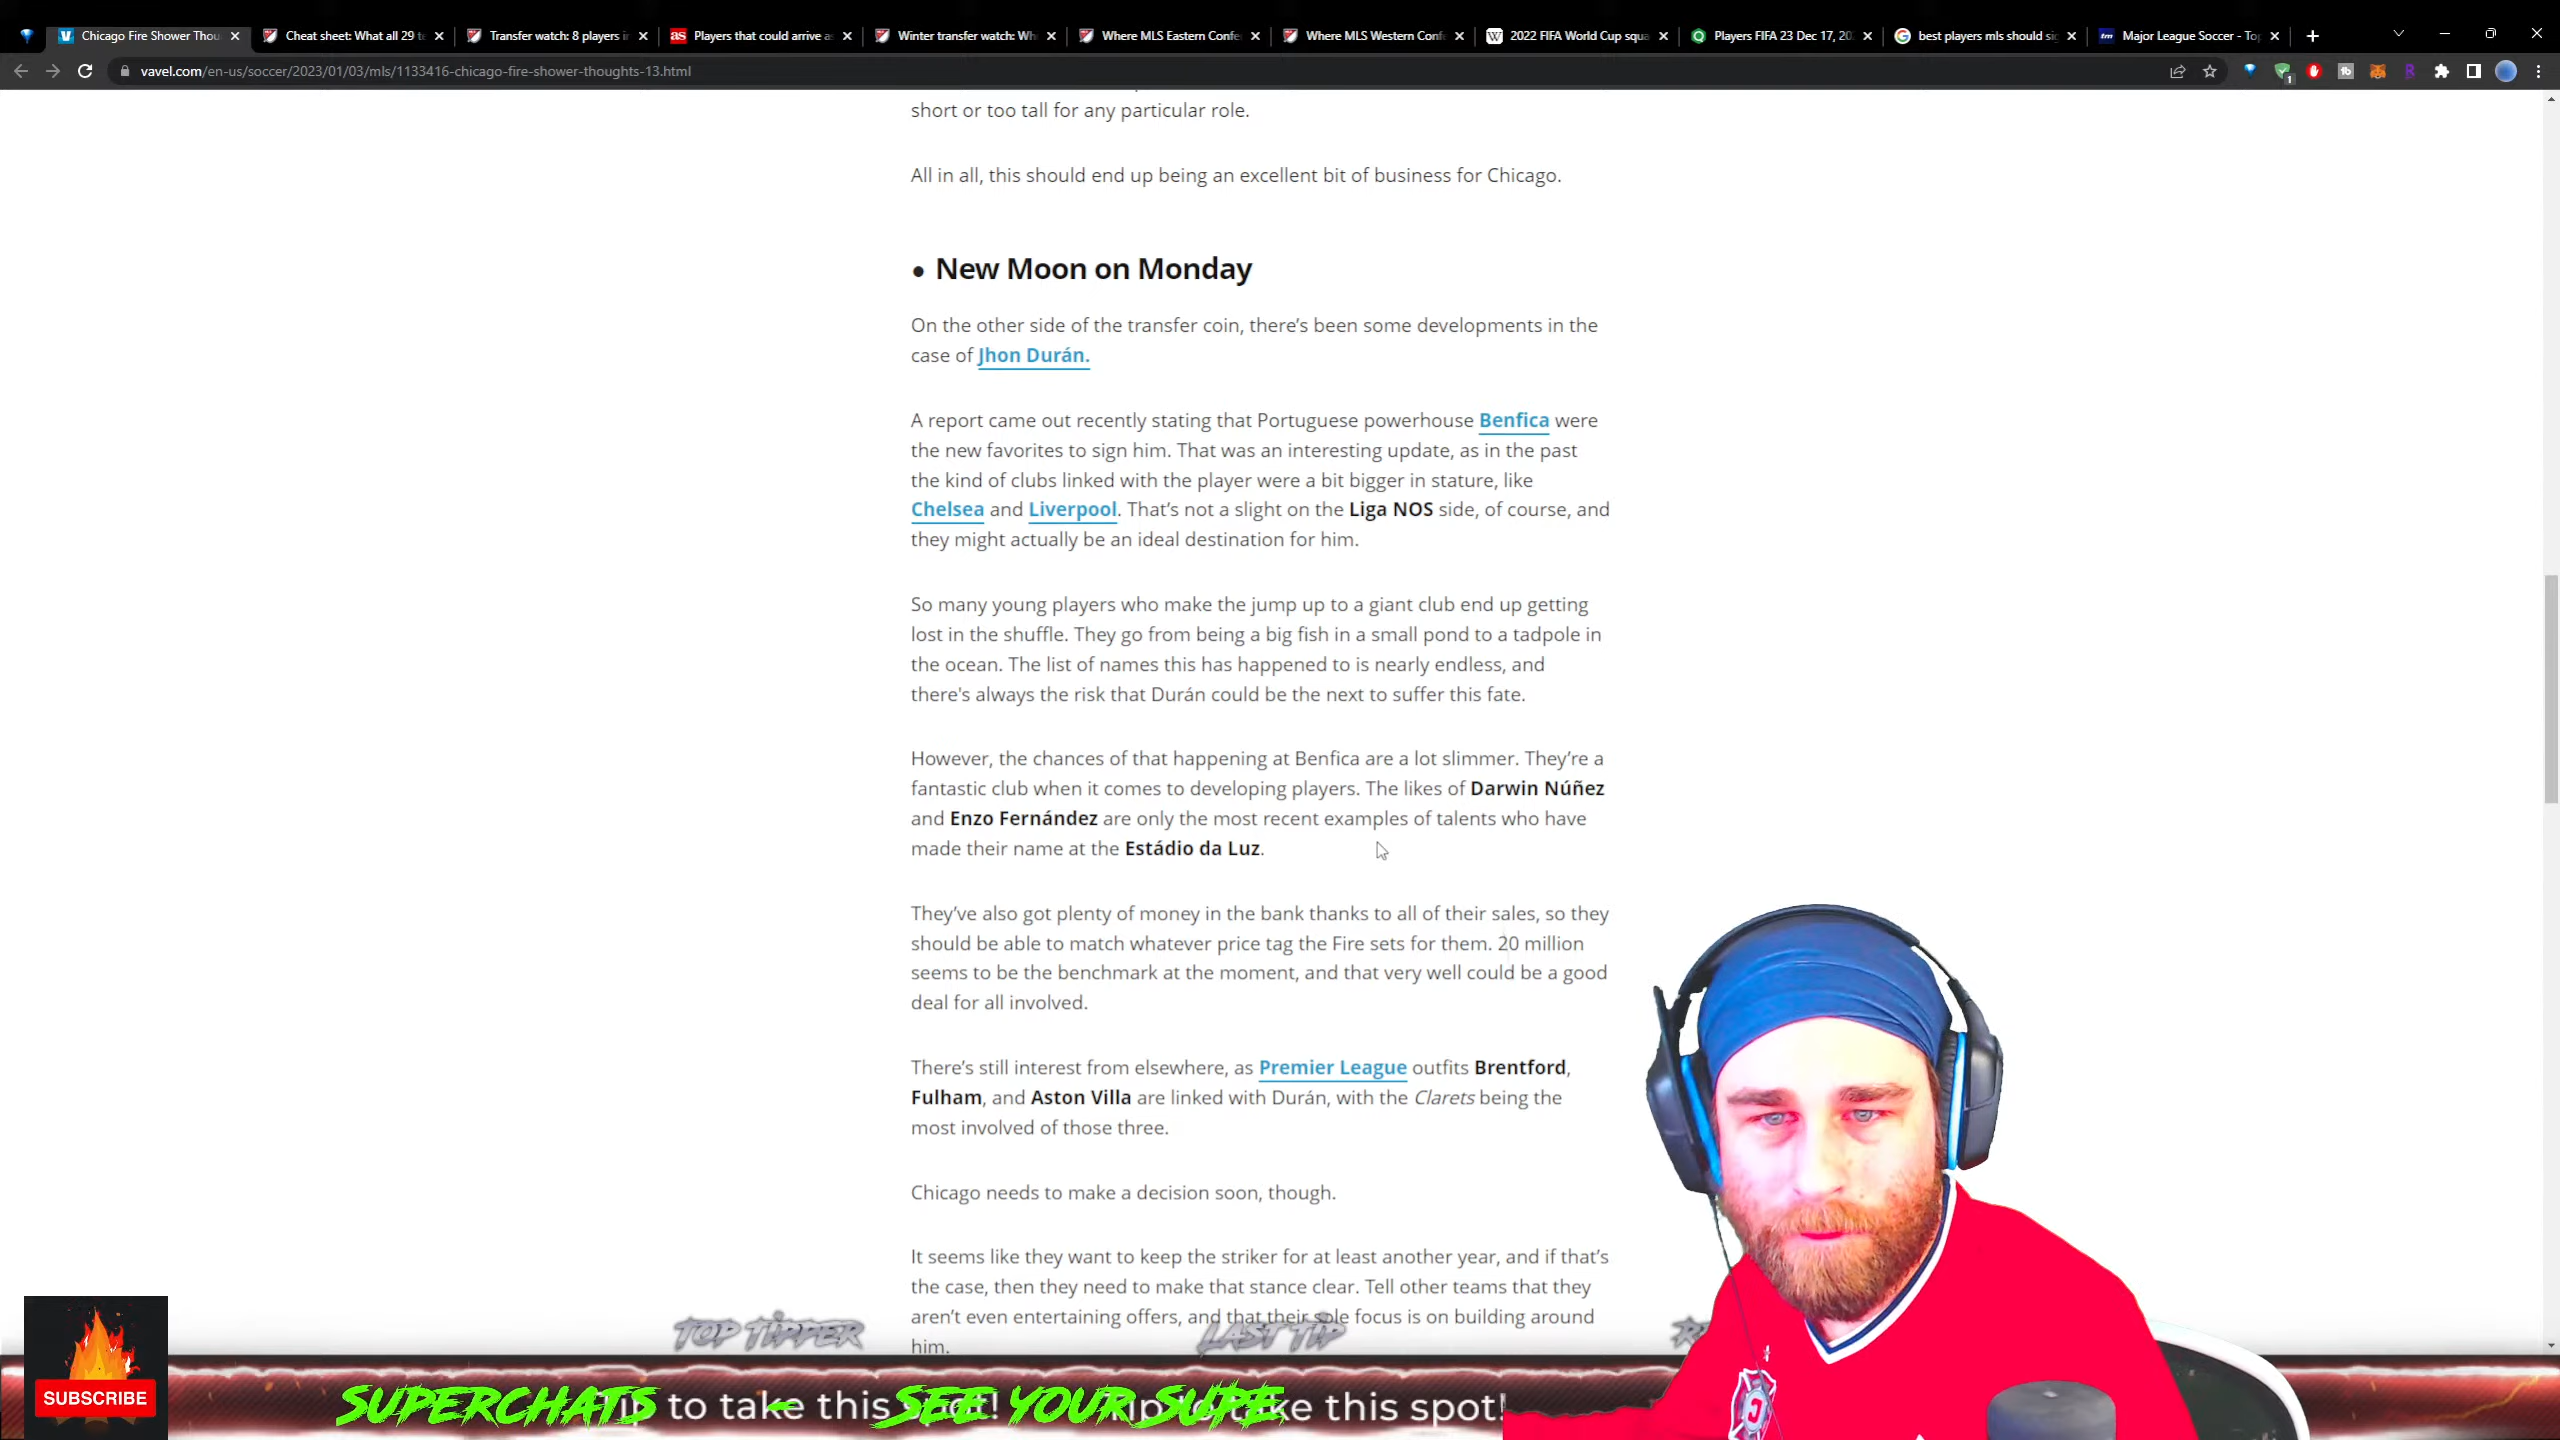 Chicago Fire Shower Thou
Cheat sheet: What all 29 te
Transfer watch: 8 players i
Players that could arrive a
Winter transfer watch: Wh
Where MLS Eastern Confe
Where MLS Western Conf
2022 FIFA World Cup squa
Players FIFA 23 Dec 17, 20
best players mls should si
Major League Soccer - To
vavel.com/en-us/soccer/2023/01/03/mls/1133416-chicago-fire-shower-thoughts-13.html
short or too tall for any particular role.
All in all, this should end up being an excellent bit of business for Chicago.
• New Moon on Monday
On the other side of the transfer coin, there's been some developments in the
case of Jhon Durán.
A report came out recently stating that Portuguese powerhouse Benfica were
the new favorites to sign him. That was an interesting update, as in the past
the kind of clubs linked with the player were a bit bigger in stature, like
Chelsea and Liverpool. That's not a slight on the Liga NOS side, of course, and
they might actually be an ideal destination for him.
So many young players who make the jump up to a giant club end up getting
lost in the shuffle. They go from being a big fish in a small pond to a tadpole in
the ocean. The list of names this has happened to is nearly endless, and
there's always the risk that Durán could be the next to suffer this fate.
However, the chances of that happening at Benfica are a lot slimmer. They're a
fantastic club when it comes to developing players. The likes of Darwin Núñez
and Enzo Fernández are only the most recent examples of talents who have
made their name at the Estádio da Luz.
They've also got plenty of money in the bank thanks to all of their sales, so they
should be able to match whatever price tag the Fire sets for them. 20 million
seems to be the benchmark at the moment, and that very well could be a good
deal for all involved.
There's still interest from elsewhere, as Premier League outfits Brentford,
Fulham, and Aston Villa are linked with Durán, with the Clarets being the
most involved of those three.
Chicago needs to make a decision soon, though.
It seems like they want to keep the striker for at least another year, and if that's
the case, then they need to make that stance clear. Tell other teams that they
aren't even entertaining offers, and that their sole focus is on building around
him.
TOP TIPPER
LAST TIP
SUBSCRIBE
SUPERCHATS - SEE YOUR SUPE
to take this spot!
Tip to take this spot!